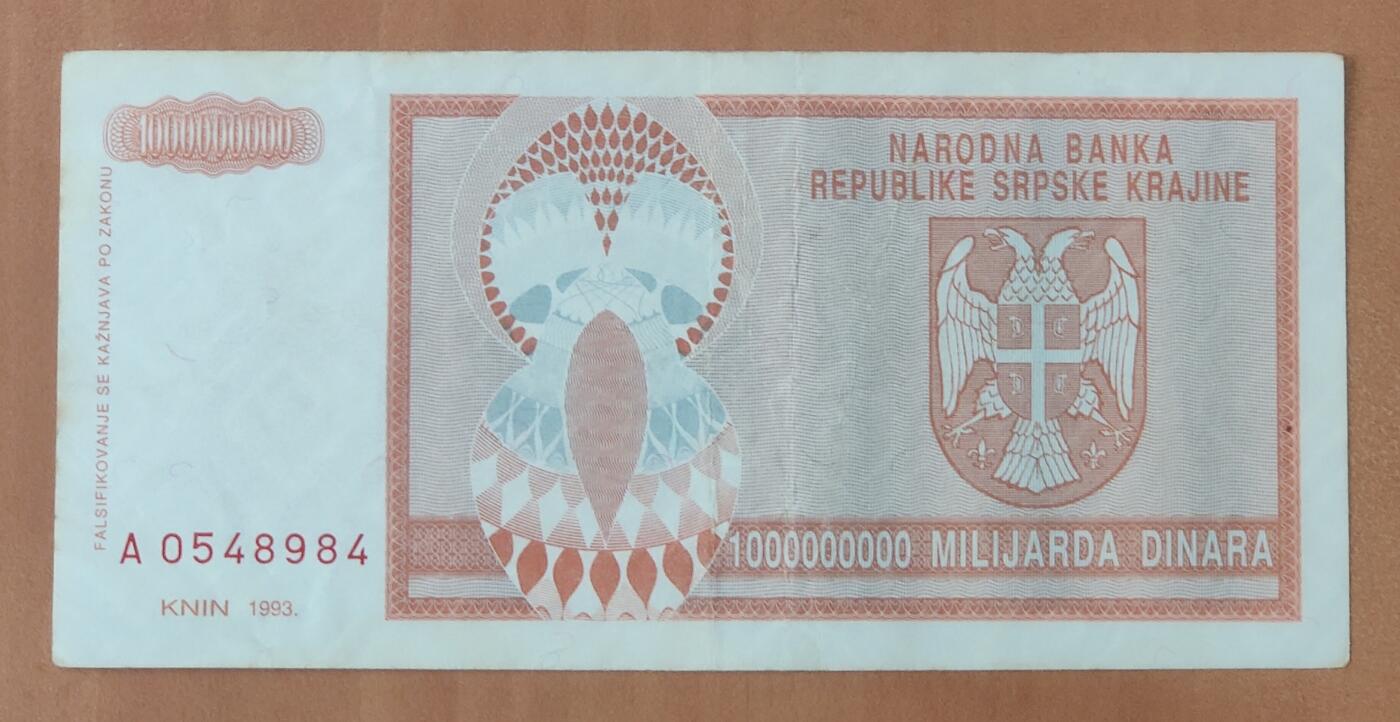 1000000000
FALSIFIKOVANJE SE KAŽNJAVA PO ZAKONU
A 0548984
KNIN 1993.
NARODNA BANKA
REPUBLIKE SRPSKE KRAJINE
1000000000 MILIJARDA DINARA